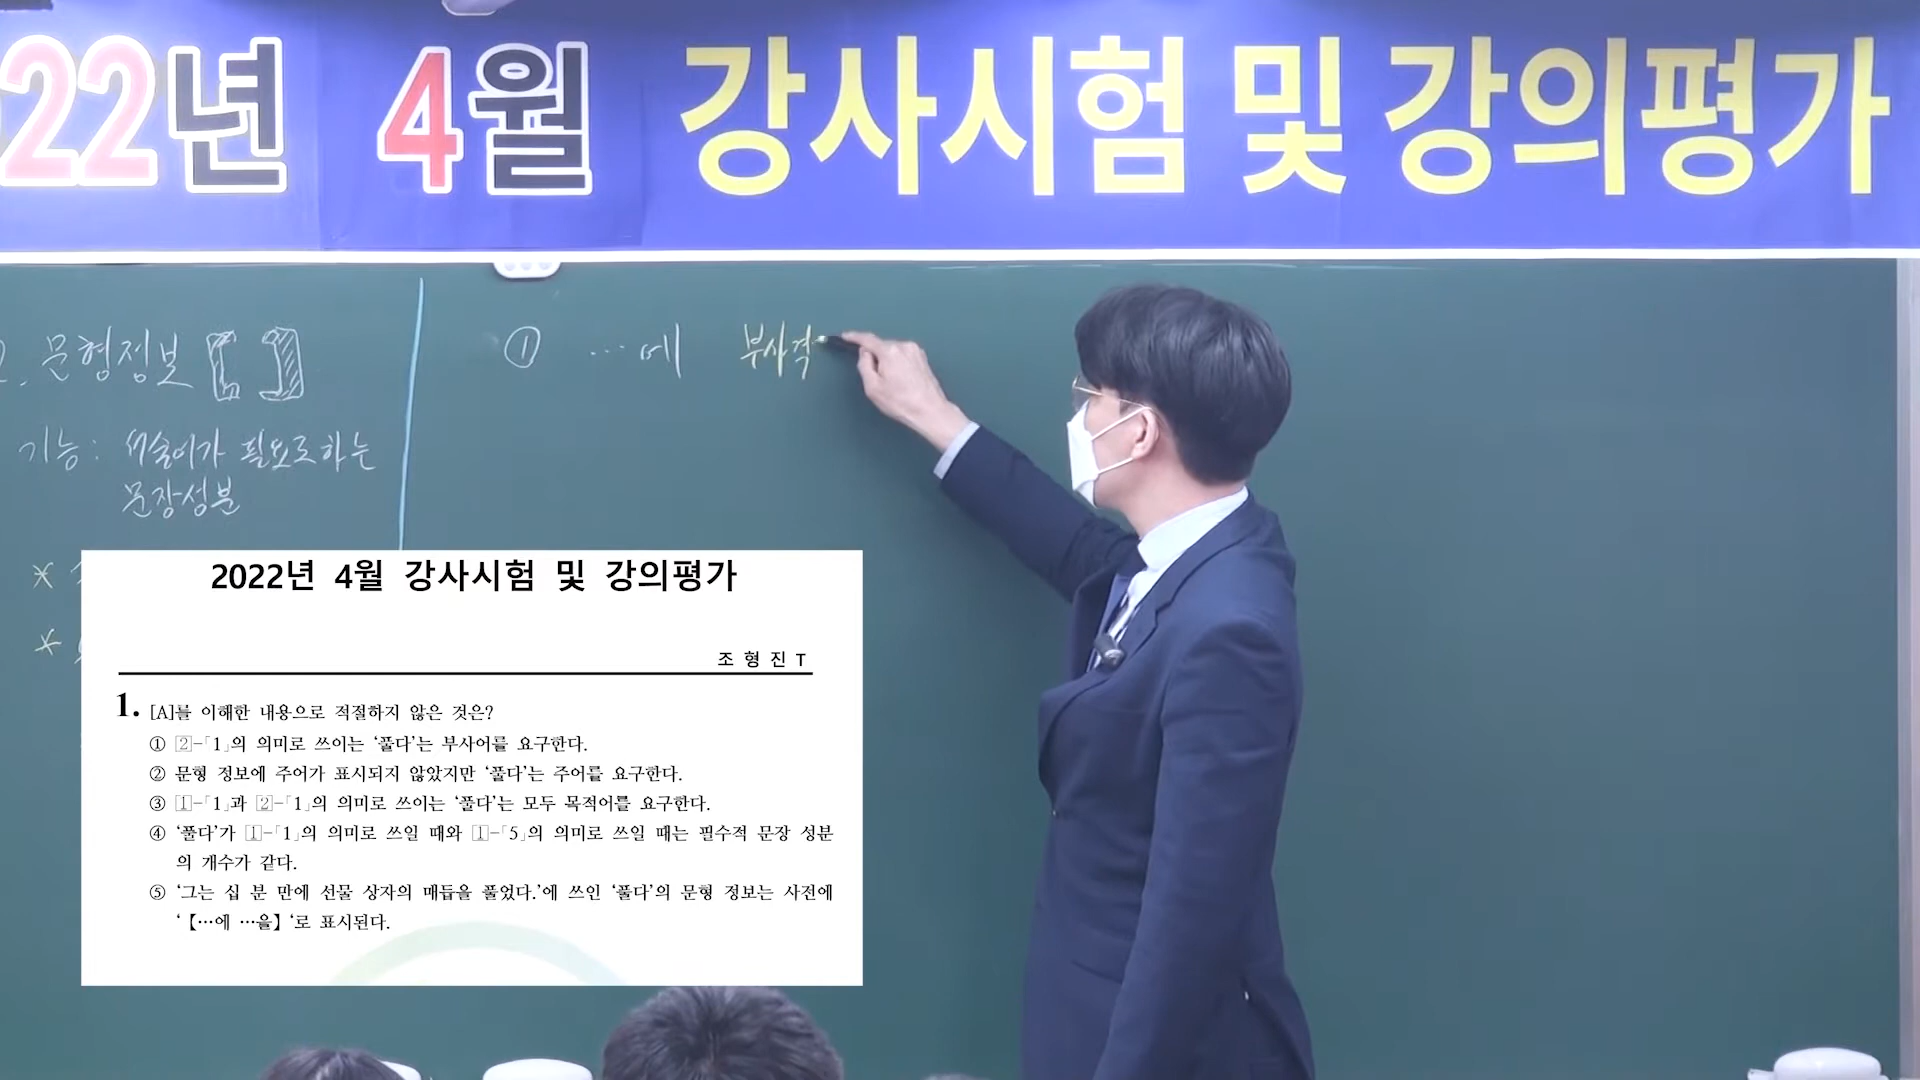 22년 4월 강사시험 및 강의평가
2. 문형정보【 】
기능 : 서술어가 필요로하는
문장성분
*
*
① …에 부사격
2022년 4월 강사시험 및 강의평가
조 형 진 T
1. [A]를 이해한 내용으로 적절하지 않은 것은?
① 2-「1」의 의미로 쓰이는 ‘풀다’는 부사어를 요구한다.
② 문형 정보에 주어가 표시되지 않았지만 ‘풀다’는 주어를 요구한다.
③ 1-「1」과 2-「1」의 의미로 쓰이는 ‘풀다’는 모두 목적어를 요구한다.
④ ‘풀다’가 1-「1」의 의미로 쓰일 때와 1-「5」의 의미로 쓰일 때는 필수적 문장 성분
의 개수가 같다.
⑤ ‘그는 십 분 만에 선물 상자의 매듭을 풀었다.’에 쓰인 ‘풀다’의 문형 정보는 사전에
‘【…에 …을】‘로 표시된다.